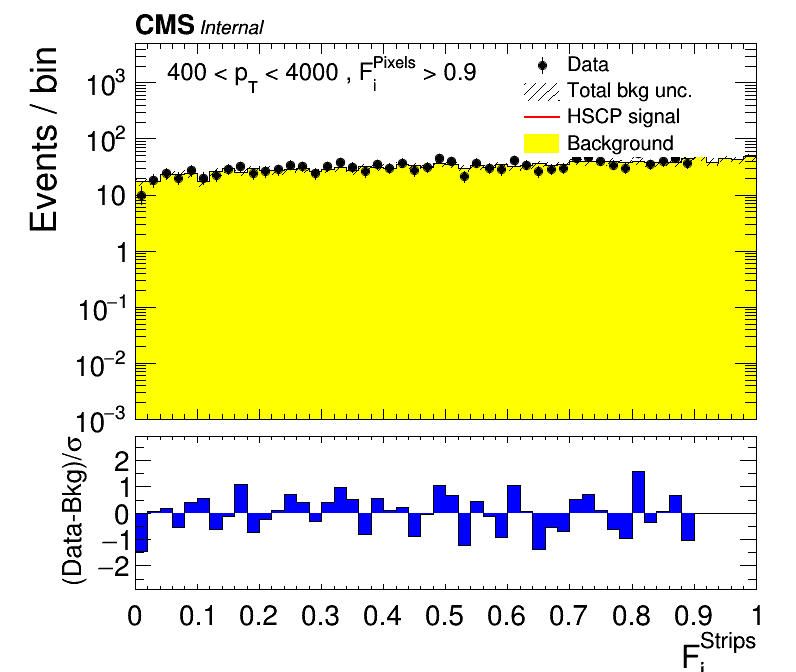 CMS Internal
400 < p_T < 4000 , F_i^Pixels > 0.9
Data
Total bkg unc.
HSCP signal
Background
Events / bin
10^3
10^2
10
1
10^−1
10^−2
10^−3
(Data-Bkg)/σ
2
1
0
−1
−2
0 0.1 0.2 0.3 0.4 0.5 0.6 0.7 0.8 0.9 1
F_i^Strips